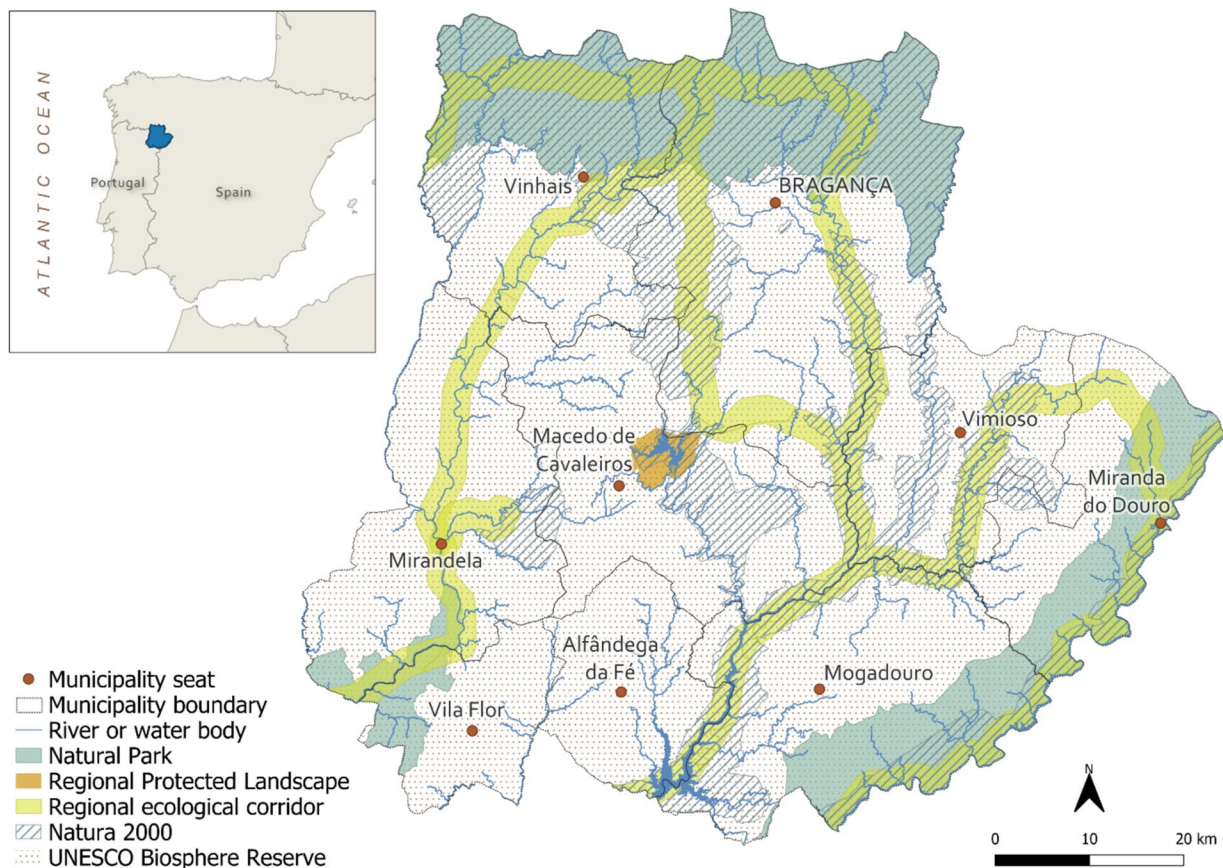 ATLANTIC OCEAN
Portugal
Spain
Vinhais
BRAGANÇA
Macedo de
Cavaleiros
Vimioso
Miranda
do Douro
Mirandela
Alfândega
da Fé
Mogadouro
Vila Flor
Municipality seat
Municipality boundary
River or water body
Natural Park
Regional Protected Landscape
Regional ecological corridor
Natura 2000
UNESCO Biosphere Reserve
N
0 10 20 km